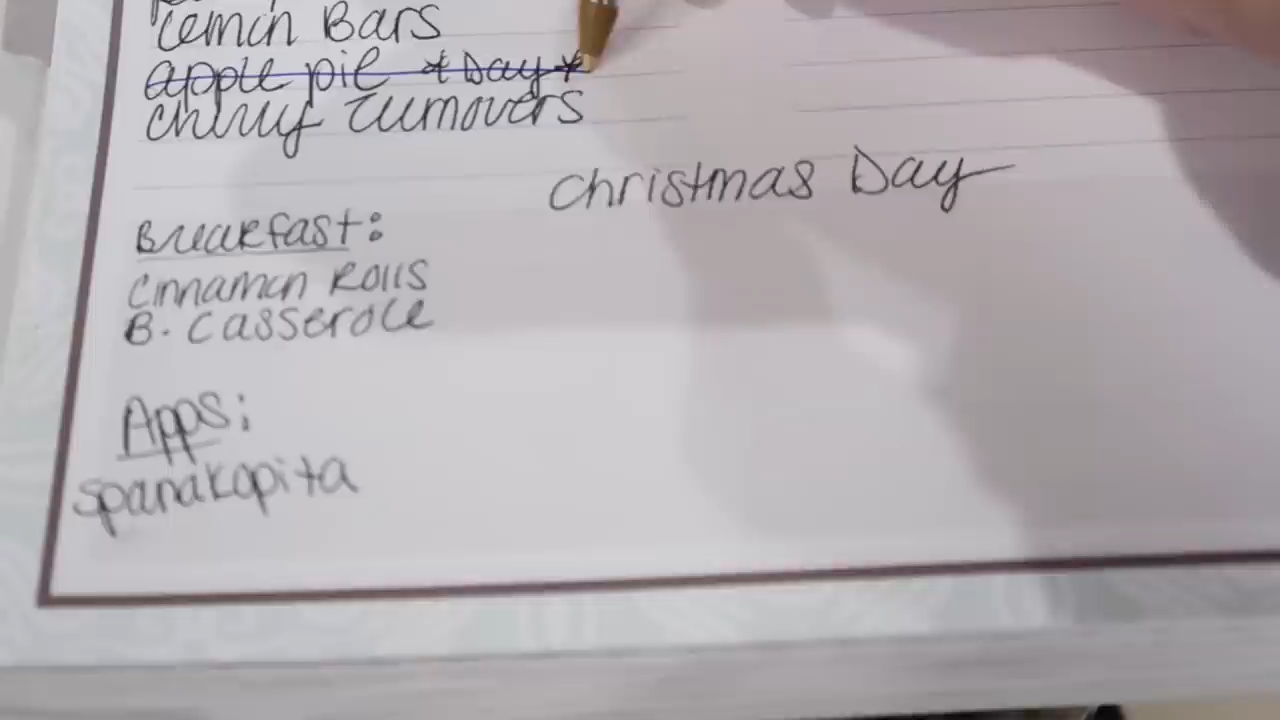 Lemon Bars
apple pie *Day*
cherry turnovers
Christmas Day
Breakfast:
Cinnamon Rolls
B. Casserole
Apps:
Spanakopita